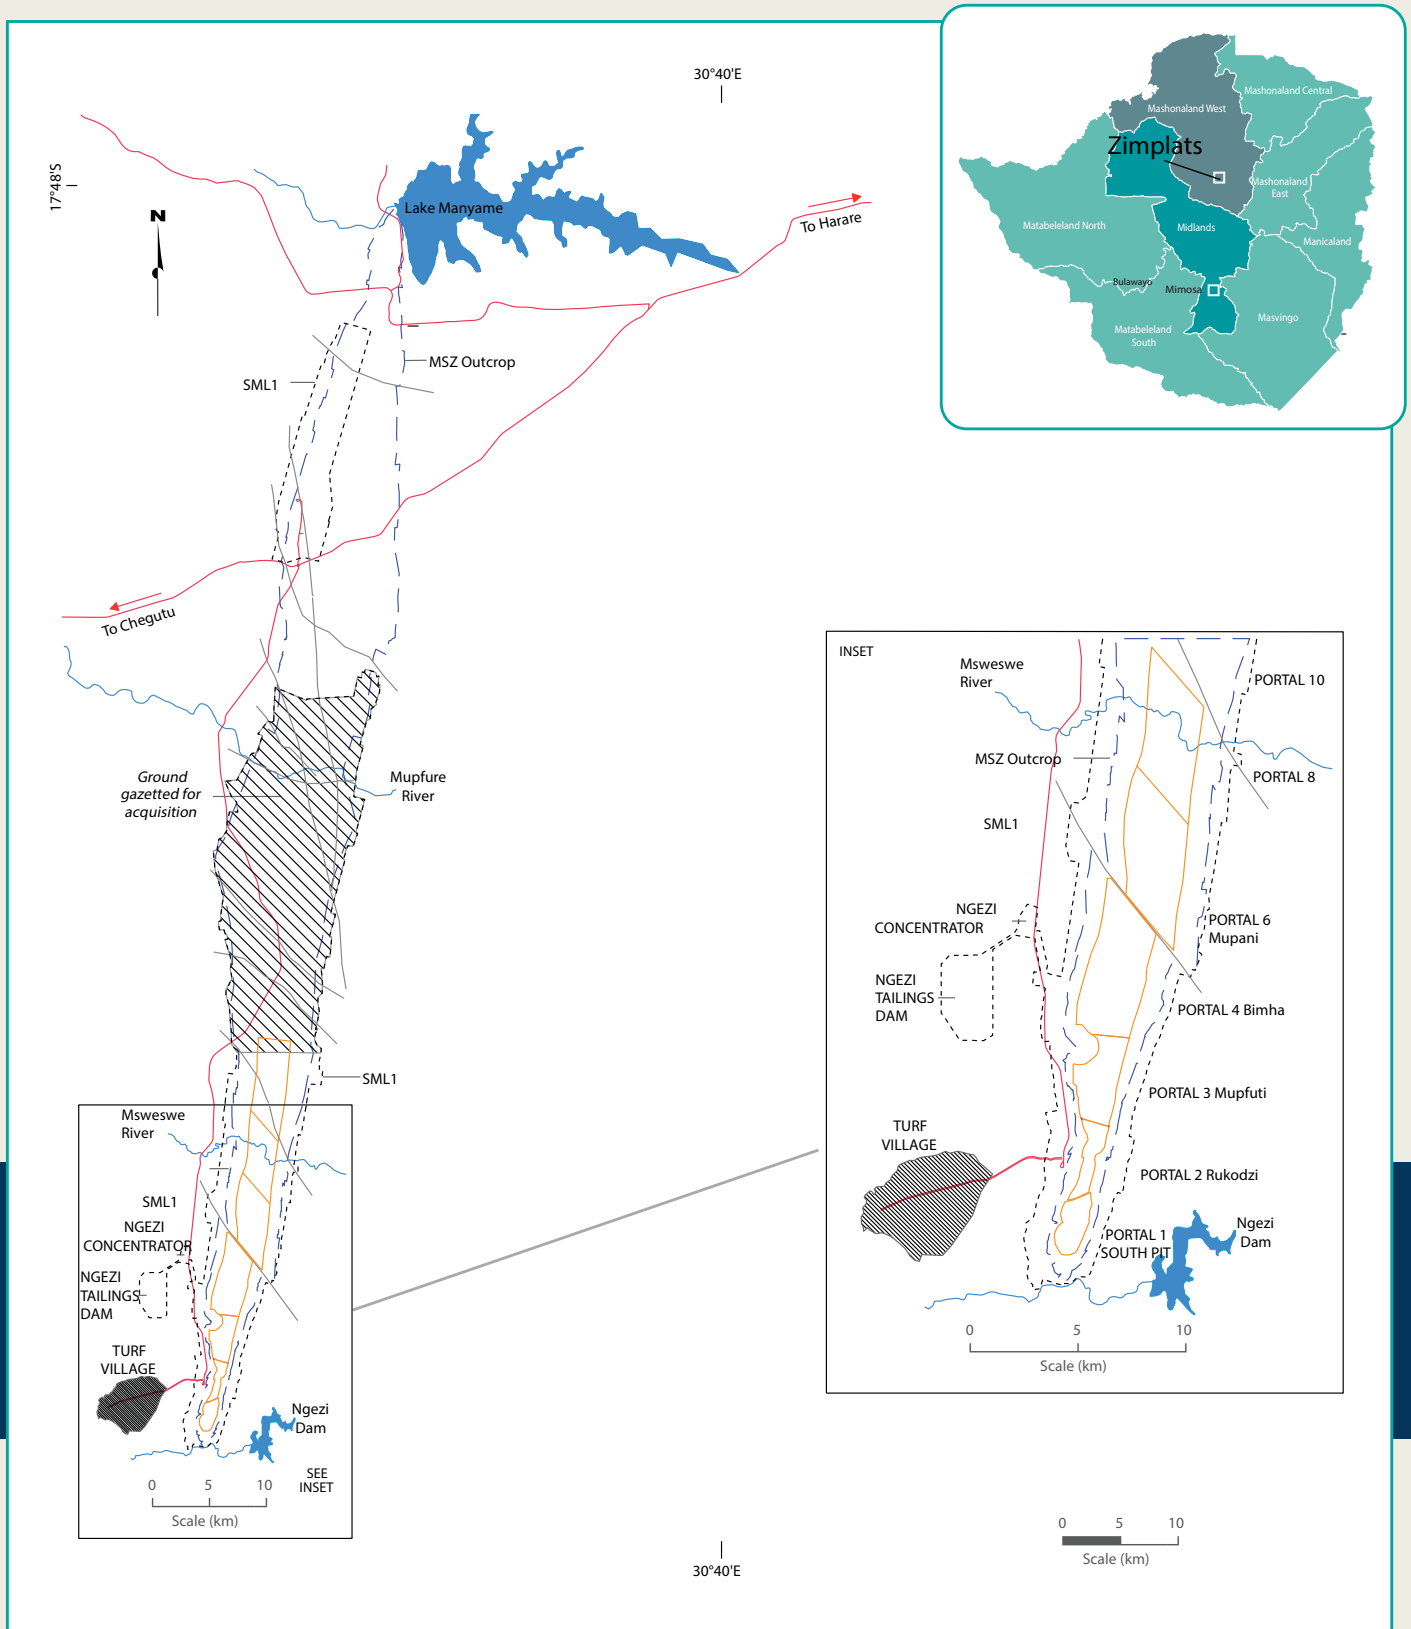 30°40'E
17°48'S
N
Lake Manyame
To Harare
MSZ Outcrop
SML1
To Chegutu
Ground
gazetted for
acquisition
Mupfure
River
SML1
Msweswe
River
SML1
NGEZI
CONCENTRATOR
NGEZI
TAILINGS
DAM
TURF
VILLAGE
Ngezi
Dam
SEE
INSET
0 5 10
Scale (km)
Mashonaland Central
Mashonaland West
Zimplats
Mashonaland
East
Matabeleland North
Midlands
Manicaland
Bulawayo
Mimosa
Masvingo
Matabeleland
South
INSET
Msweswe
River
PORTAL 10
MSZ Outcrop
PORTAL 8
SML1
NGEZI
CONCENTRATOR
PORTAL 6
Mupani
NGEZI
TAILINGS
DAM
PORTAL 4 Bimha
PORTAL 3 Mupfuti
TURF
VILLAGE
PORTAL 2 Rukodzi
PORTAL 1
SOUTH PIT
Ngezi
Dam
0 5 10
Scale (km)
0 5 10
Scale (km)
30°40'E